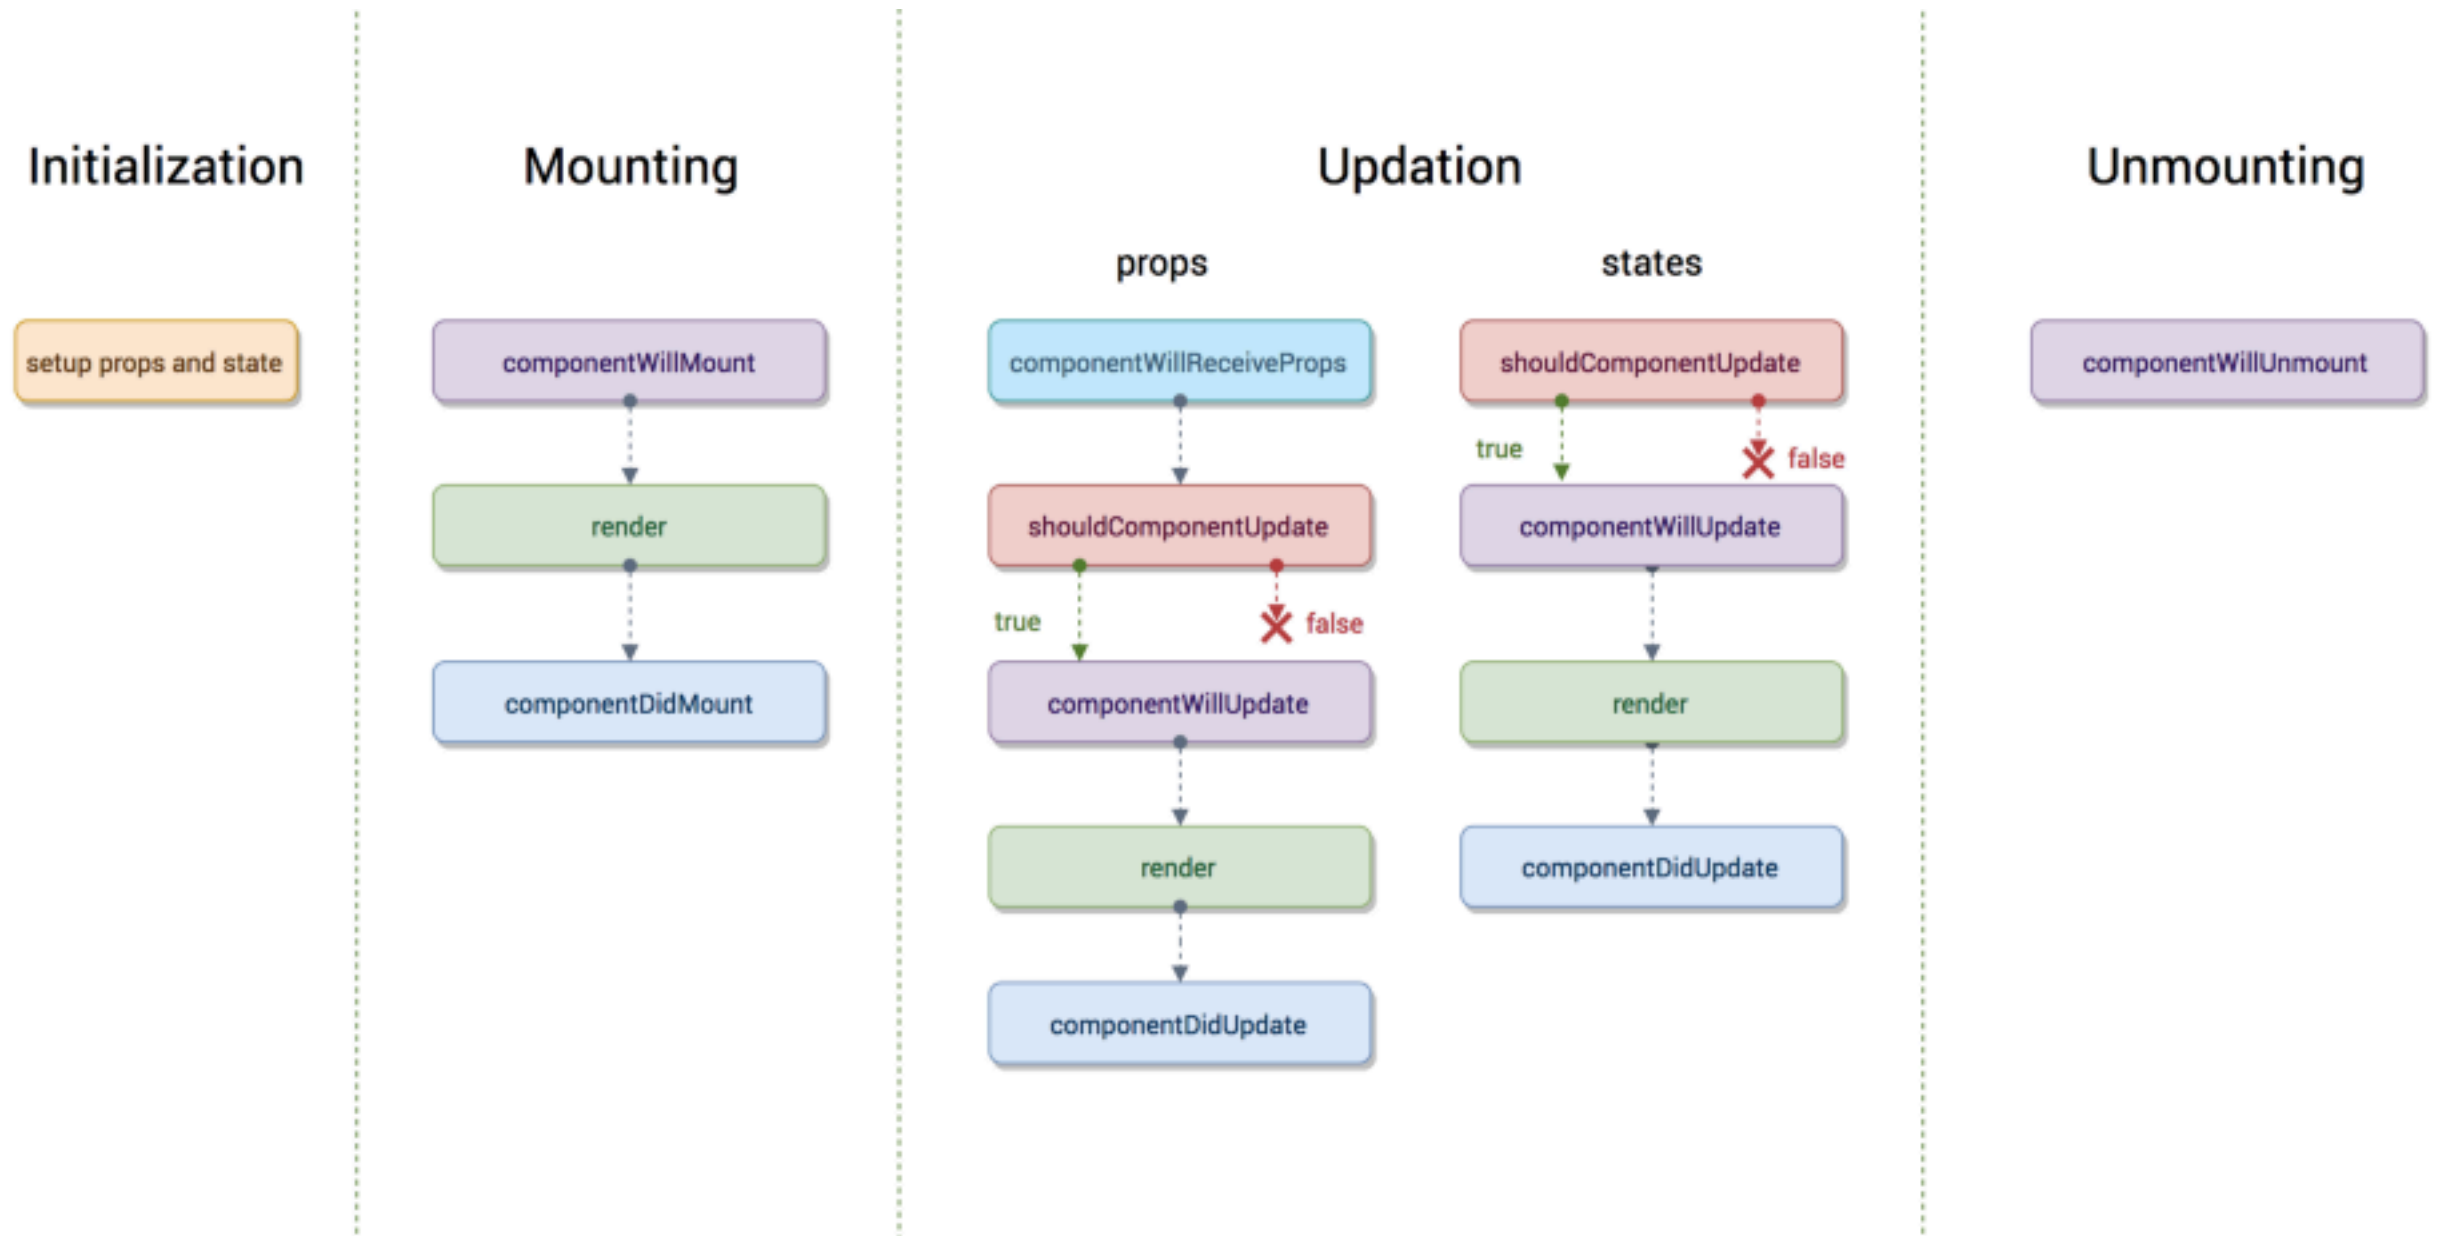 Initialization
setup props and state
Mounting
componentWillMount
render
componentDidMount
Updation
props
componentWillReceiveProps
shouldComponentUpdate
true
false
componentWillUpdate
render
componentDidUpdate
states
shouldComponentUpdate
true
false
componentWillUpdate
render
componentDidUpdate
Unmounting
componentWillUnmount